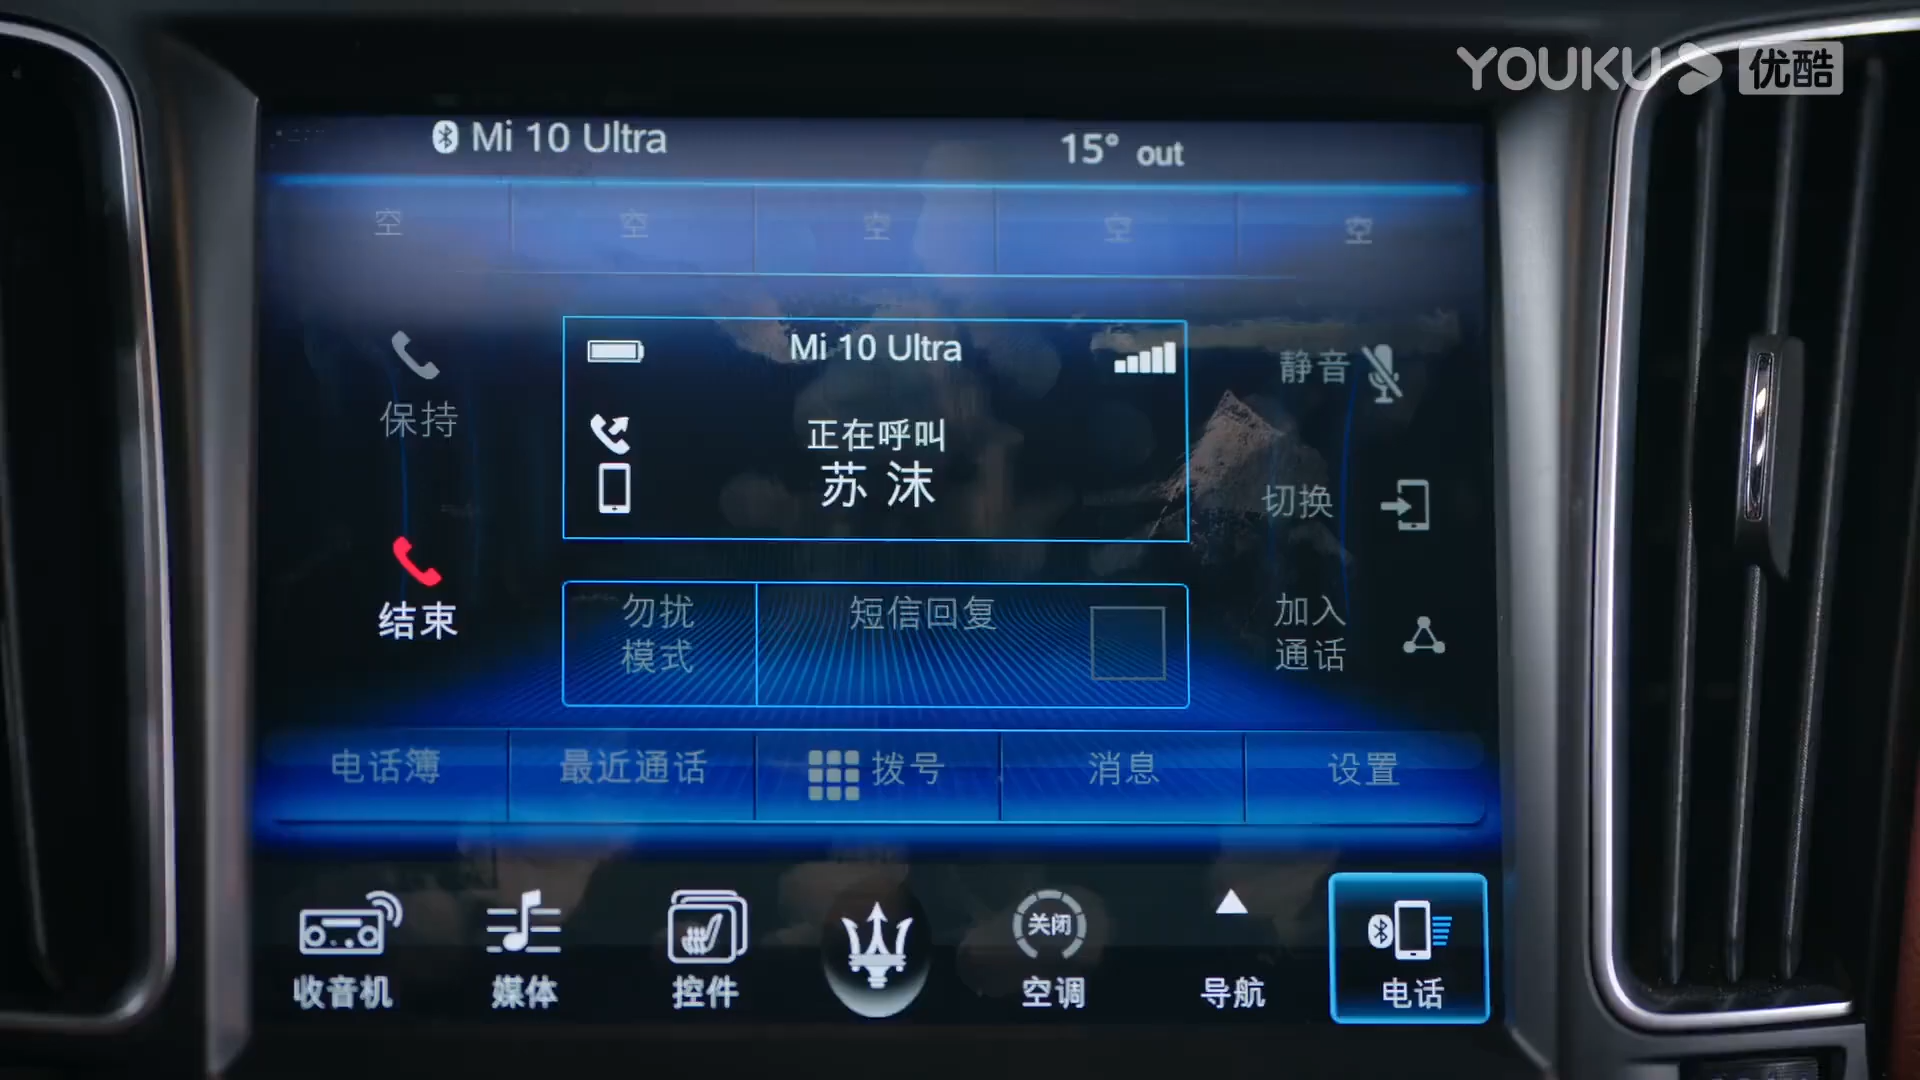 YOUKU 优酷
Mi 10 Ultra
15° out
空 空 空 空 空
Mi 10 Ultra
保持
静音
正在呼叫
苏沫
切换
结束
勿扰
模式
短信回复
加入
通话
电话簿 最近通话 拨号 消息 设置
关闭
收音机 媒体 控件 空调 导航 电话